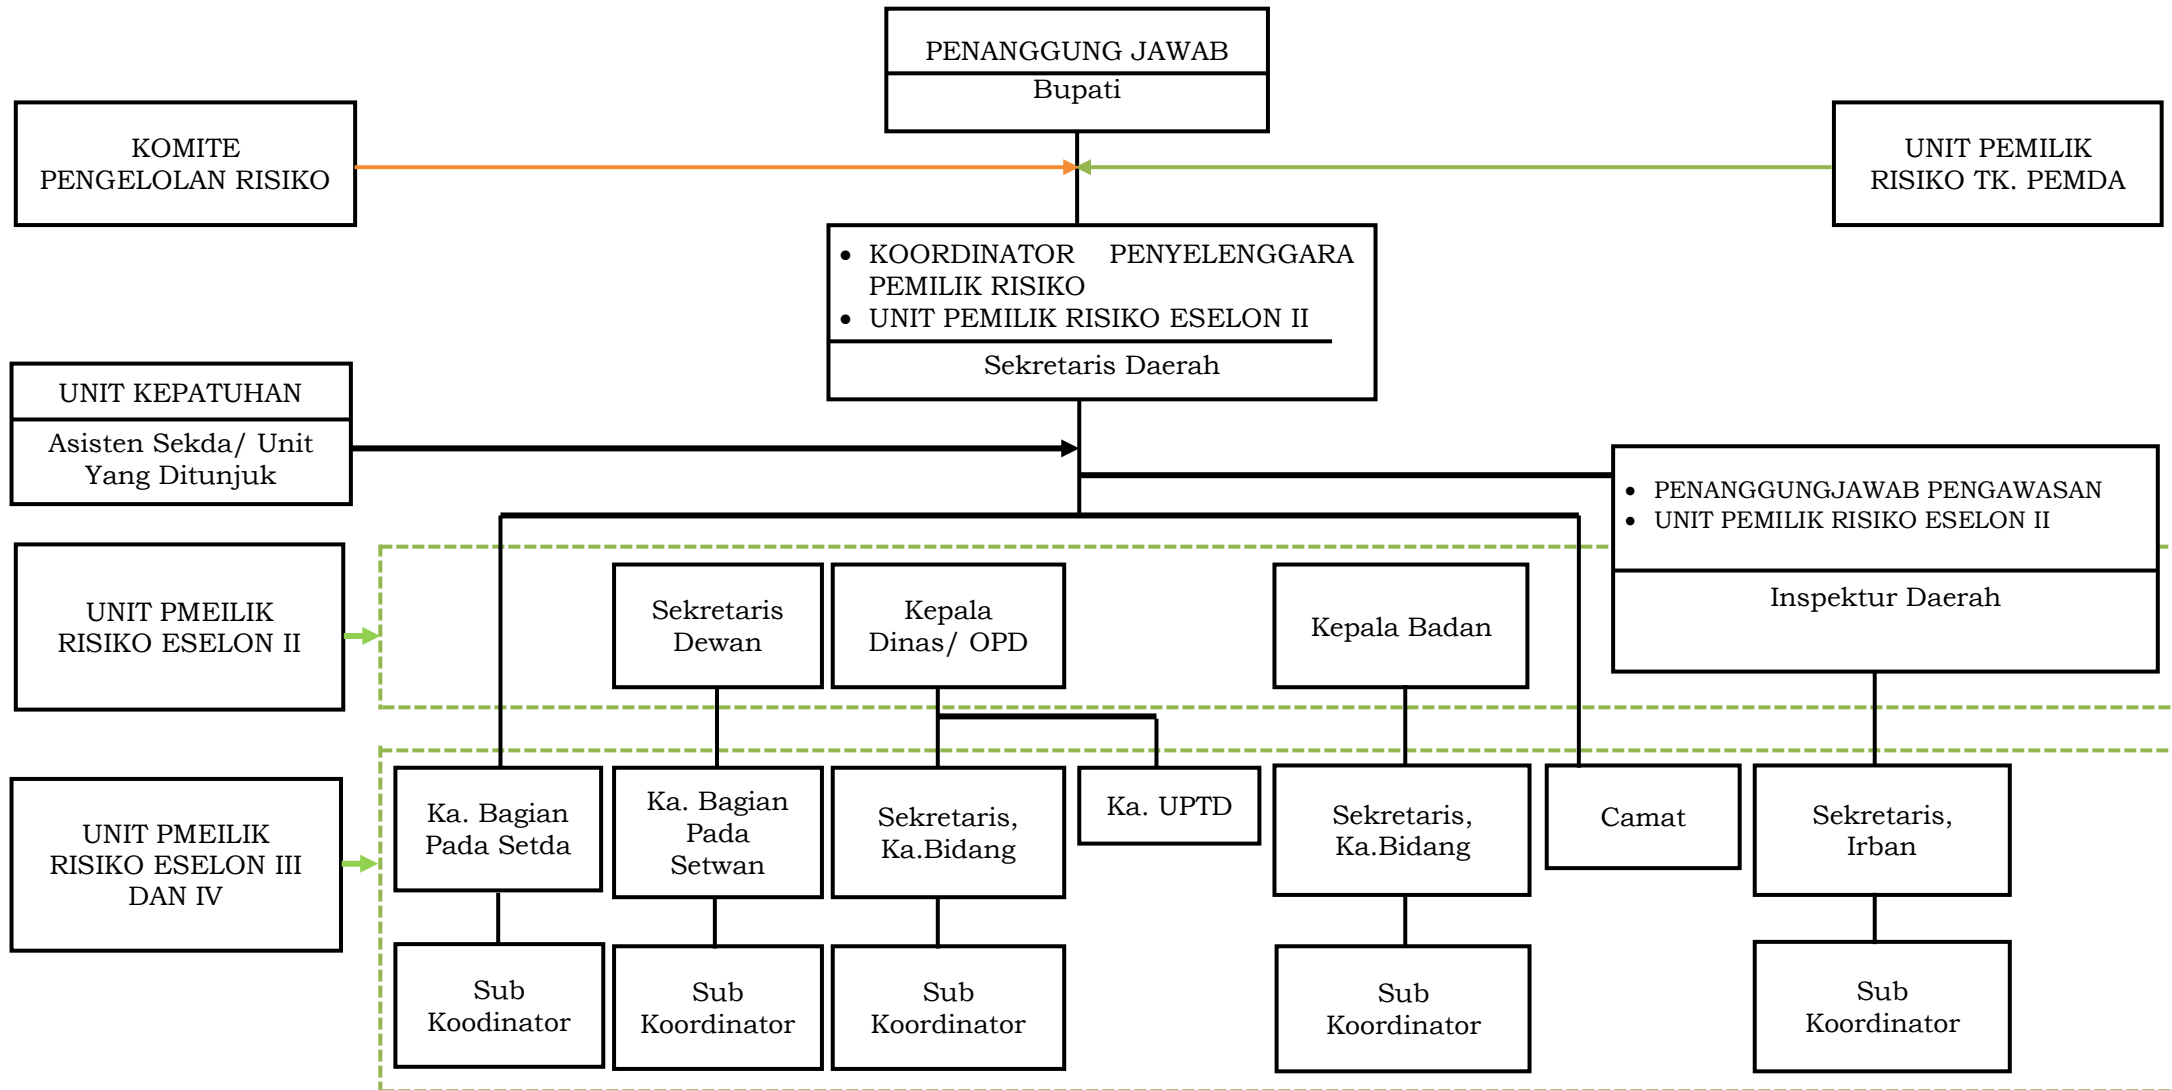 PENANGGUNG JAWAB
Bupati
KOMITE
PENGELOLAN RISIKO
UNIT PEMILIK
RISIKO TK. PEMDA
• KOORDINATOR PENYELENGGARA
PEMILIK RISIKO
• UNIT PEMILIK RISIKO ESELON II
Sekretaris Daerah
UNIT KEPATUHAN
Asisten Sekda/ Unit
Yang Ditunjuk
• PENANGGUNGJAWAB PENGAWASAN
• UNIT PEMILIK RISIKO ESELON II
Inspektur Daerah
UNIT PMEILIK
RISIKO ESELON II
Sekretaris
Dewan
Kepala
Dinas/ OPD
Kepala Badan
UNIT PMEILIK
RISIKO ESELON III
DAN IV
Ka. Bagian
Pada Setda
Ka. Bagian
Pada
Setwan
Sekretaris,
Ka.Bidang
Ka. UPTD
Sekretaris,
Ka.Bidang
Camat
Sekretaris,
Irban
Sub
Koodinator
Sub
Koordinator
Sub
Koordinator
Sub
Koordinator
Sub
Koordinator